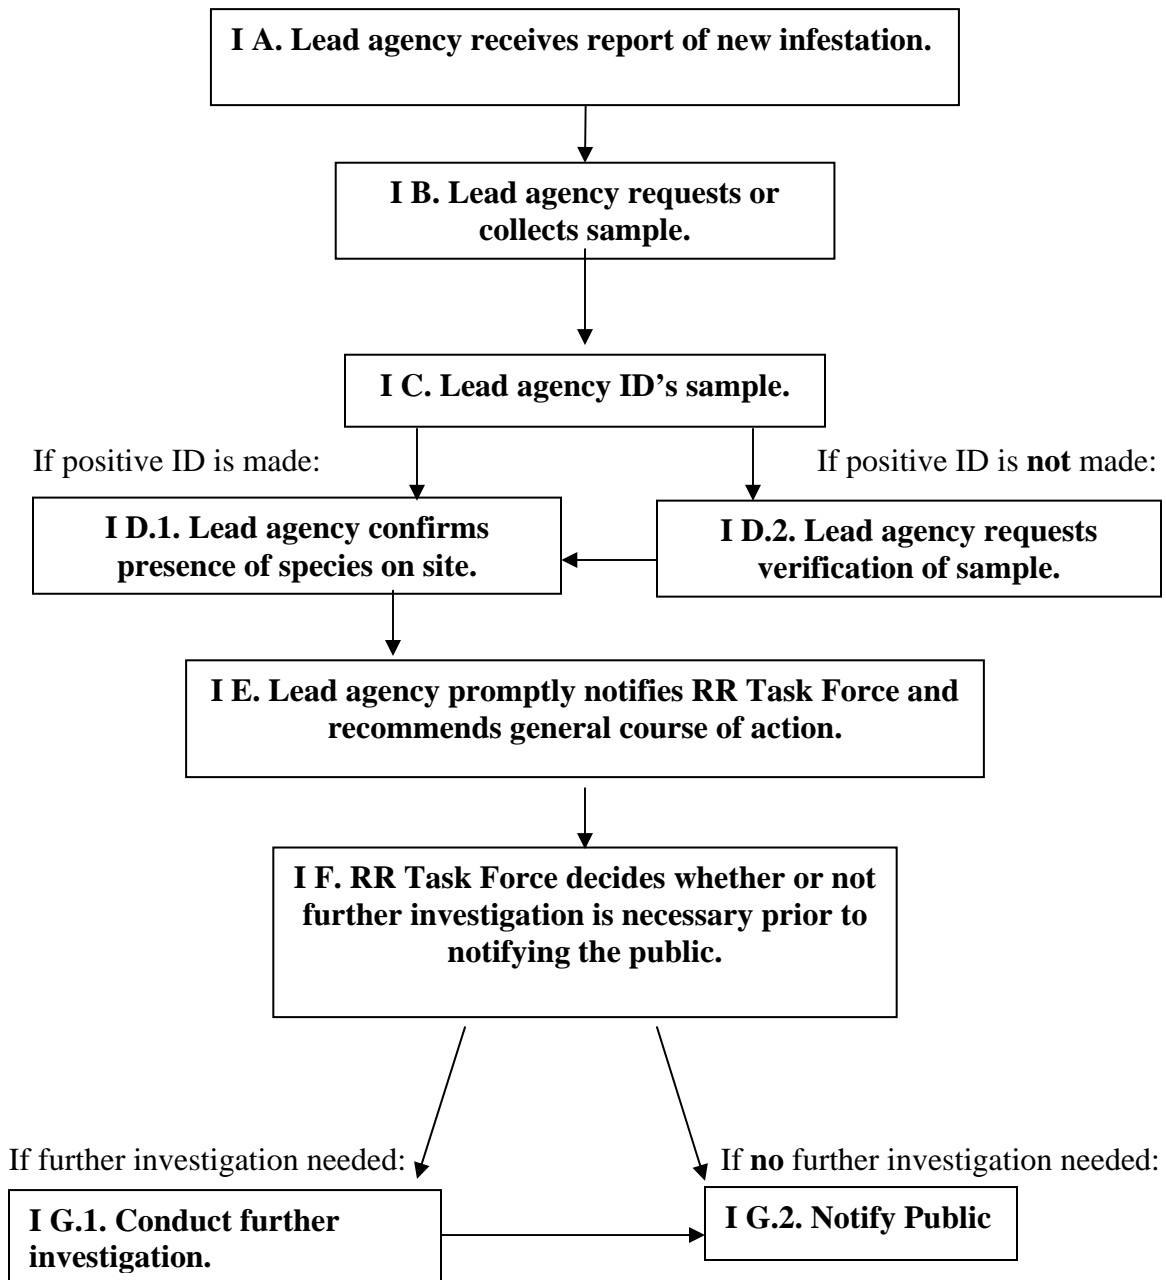 I A. Lead agency receives report of new infestation.
I B. Lead agency requests or
collects sample.
I C. Lead agency ID’s sample.
If positive ID is made:
If positive ID is not made:
I D.1. Lead agency confirms
presence of species on site.
I D.2. Lead agency requests
verification of sample.
I E. Lead agency promptly notifies RR Task Force and
recommends general course of action.
I F. RR Task Force decides whether or not
further investigation is necessary prior to
notifying the public.
If further investigation needed:
If no further investigation needed:
I G.1. Conduct further
investigation.
I G.2. Notify Public